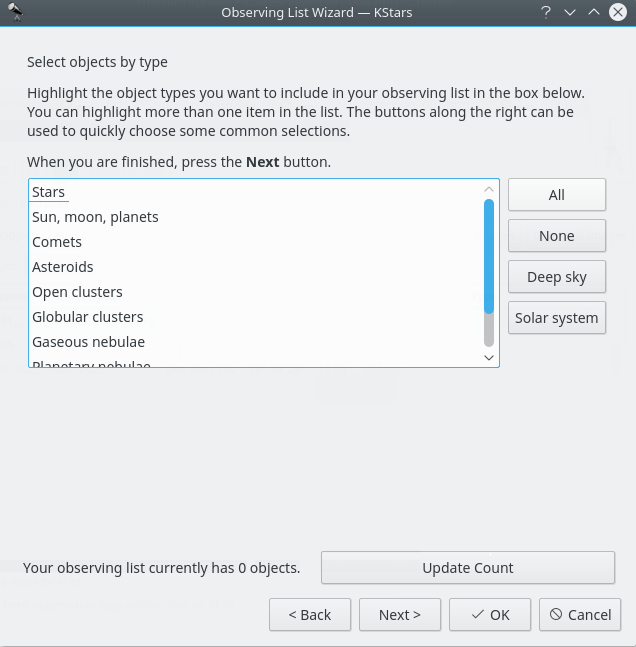 Observing List Wizard — KStars
Select objects by type
Highlight the object types you want to include in your observing list in the box below.
You can highlight more than one item in the list. The buttons along the right can be
used to quickly choose some common selections.
When you are finished, press the Next button.
Stars
Sun, moon, planets
Comets
Asteroids
Open clusters
Globular clusters
Gaseous nebulae
Planetary nebulae
All
None
Deep sky
Solar system
Your observing list currently has 0 objects.
Update Count
< Back
Next >
OK
Cancel